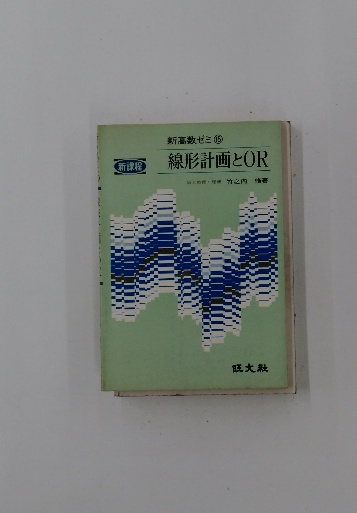 新高数ゼミ⑮
新課程
線形計画とOR
竹之内 脩著
旺文社